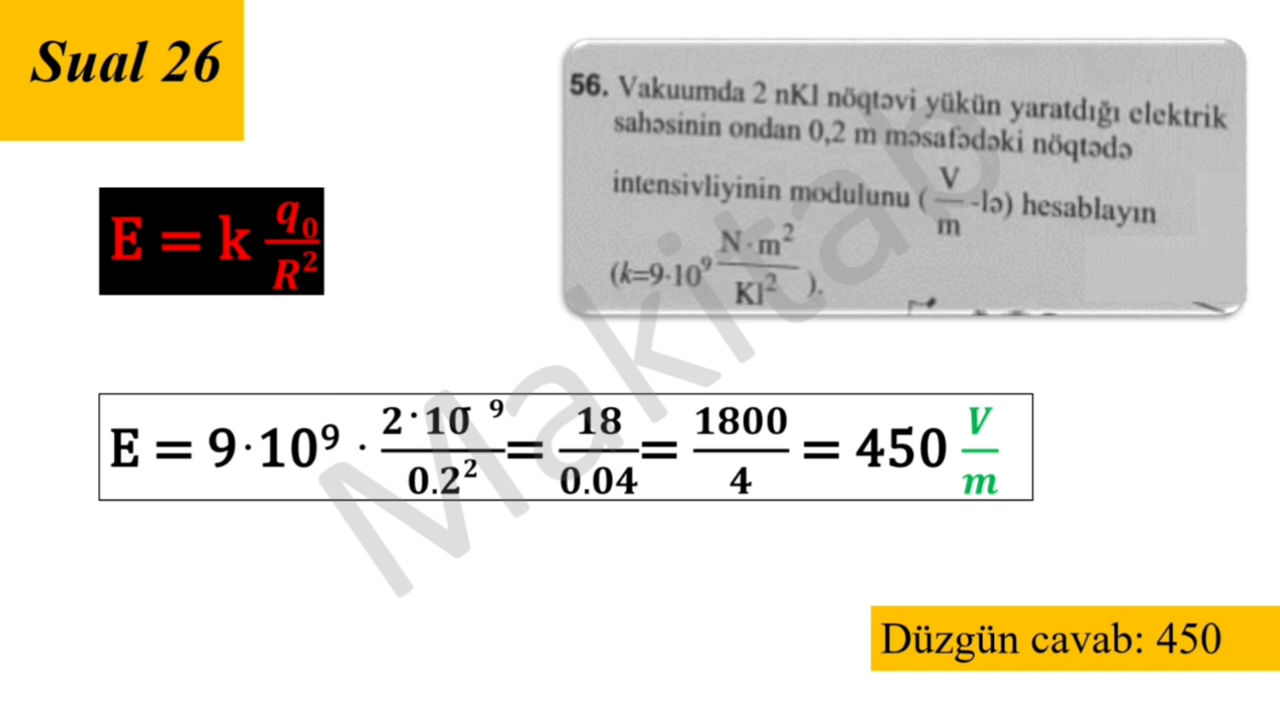 Sual 26
56. Vakuumda 2 nKl nöqtəvi yükün yaratdığı elektrik
sahəsinin ondan 0,2 m məsafədəki nöqtədə
intensivliyinin modulunu ( V/m -lə) hesablayın
(k=9·10⁹ N·m²/Kl² ).
E = k q₀/R²
E = 9·10⁹ · 2·10⁻⁹/0.2² = 18/0.04 = 1800/4 = 450 V/m
Makitab
Düzgün cavab: 450